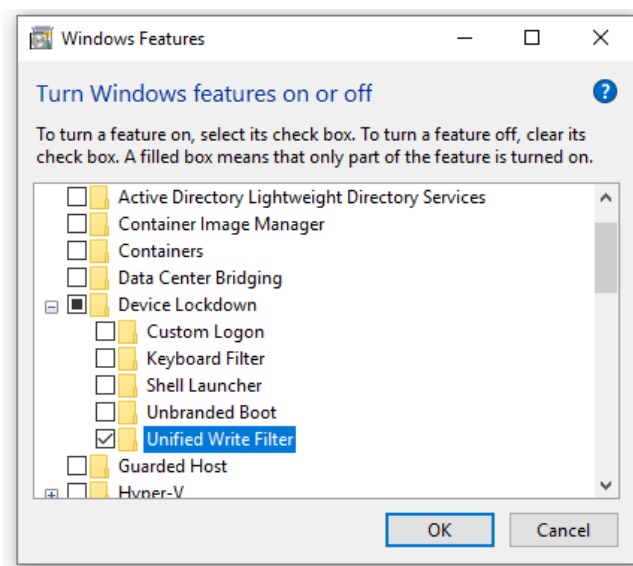 Windows Features
Turn Windows features on or off
To turn a feature on, select its check box. To turn a feature off, clear its
check box. A filled box means that only part of the feature is turned on.
Active Directory Lightweight Directory Services
Container Image Manager
Containers
Data Center Bridging
Device Lockdown
Custom Logon
Keyboard Filter
Shell Launcher
Unbranded Boot
Unified Write Filter
Guarded Host
Hyper-V
OK Cancel